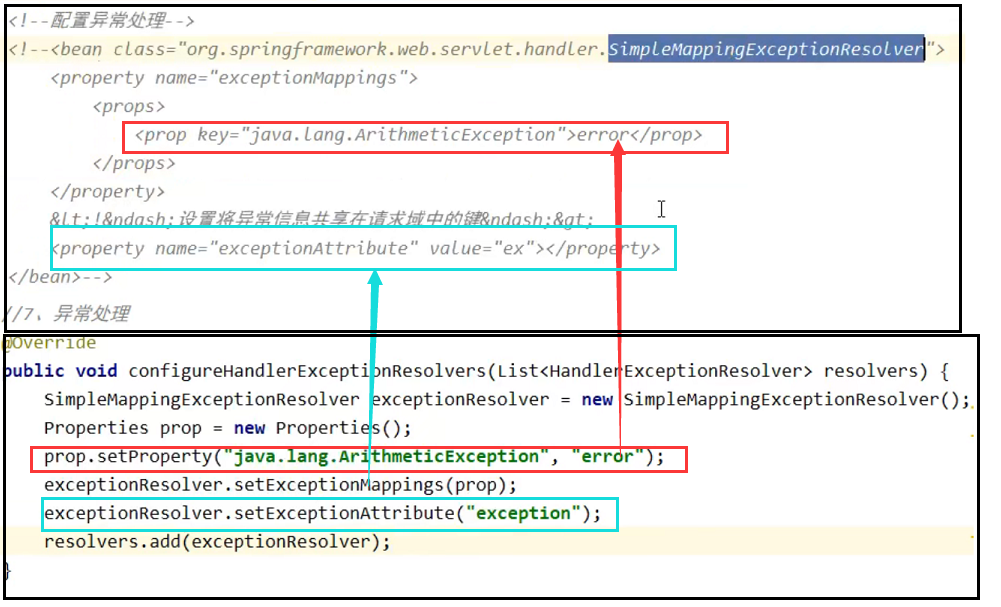 <!--配置异常处理-->
<!--<bean class="org.springframework.web.servlet.handler.SimpleMappingExceptionResolver">
<property name="exceptionMappings">
<props>
<prop key="java.lang.ArithmeticException">error</prop>
</props>
</property>
&lt;!&ndash;设置将异常信息共享在请求域中的键&ndash;&gt;
<property name="exceptionAttribute" value="ex"></property>
</bean>-->
//7、异常处理
@Override
public void configureHandlerExceptionResolvers(List<HandlerExceptionResolver> resolvers) {
SimpleMappingExceptionResolver exceptionResolver = new SimpleMappingExceptionResolver();
Properties prop = new Properties();
prop.setProperty("java.lang.ArithmeticException", "error");
exceptionResolver.setExceptionMappings(prop);
exceptionResolver.setExceptionAttribute("exception");
resolvers.add(exceptionResolver);
}